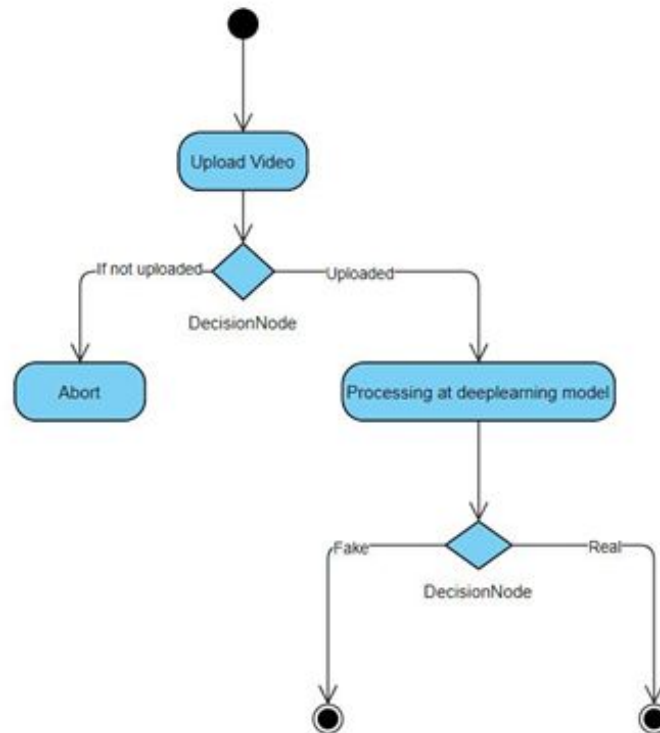 Upload Video
If not uploaded
Uploaded
DecisionNode
Abort
Processing at deeplearning model
Fake
Real
DecisionNode